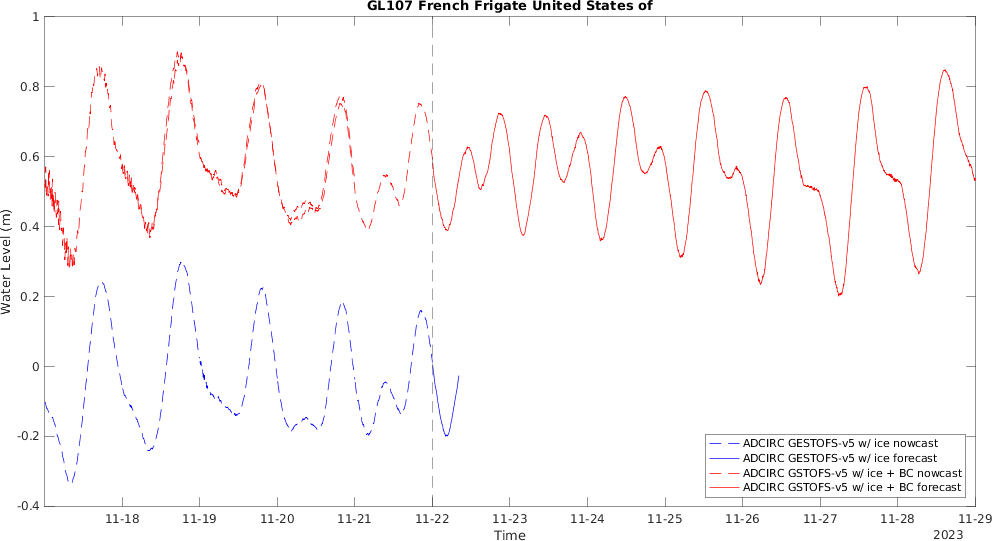 GL107 French Frigate United States of
Water Level (m)
1
0.8
0.6
0.4
0.2
0
-0.2
-0.4
ADCIRC GESTOFS-v5 w/ ice nowcast
ADCIRC GESTOFS-v5 w/ ice forecast
ADCIRC GSTOFS-v5 w/ ice + BC nowcast
ADCIRC GSTOFS-v5 w/ ice + BC forecast
11-18 11-19 11-20 11-21 11-22 11-23 11-24 11-25 11-26 11-27 11-28 11-29
Time
2023